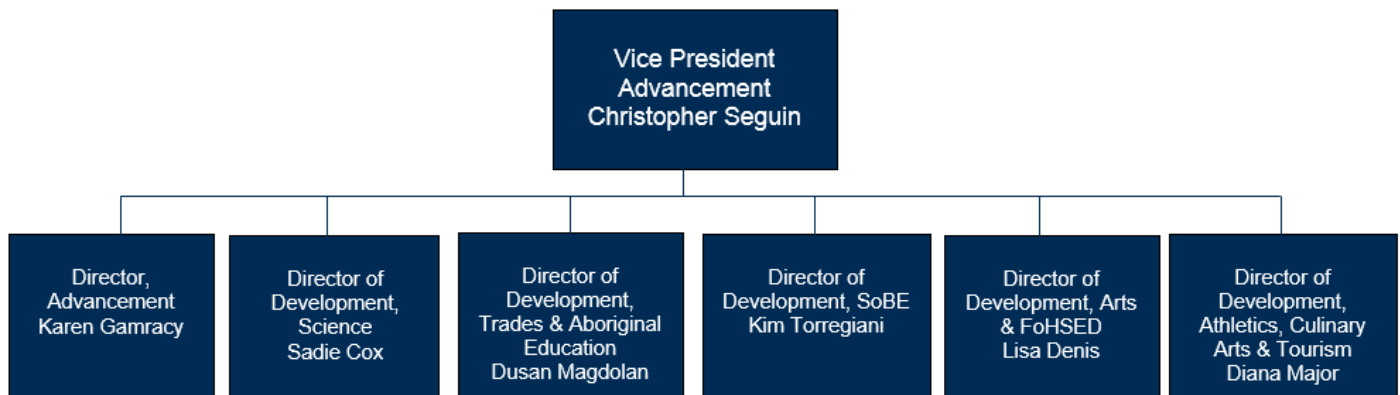 Vice President
Advancement
Christopher Seguin
Director,
Advancement
Karen Gamracy
Director of
Development,
Science
Sadie Cox
Director of
Development,
Trades & Aboriginal
Education
Dusan Magdolan
Director of
Development, SoBE
Kim Torregiani
Director of
Development, Arts
& FoHSED
Lisa Denis
Director of
Development,
Athletics, Culinary
Arts & Tourism
Diana Major